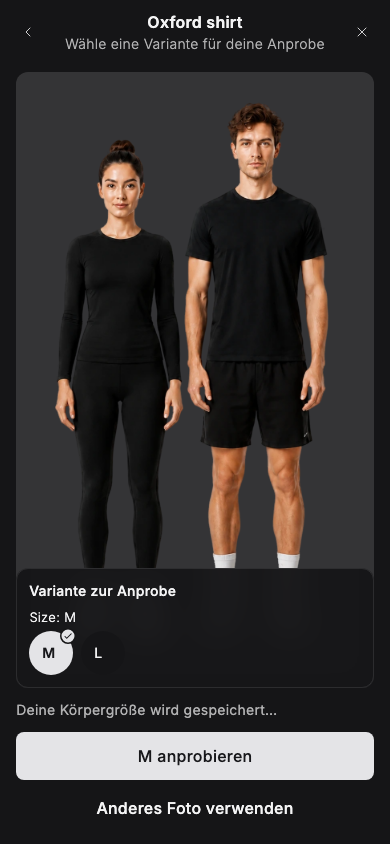 Oxford shirt
Wähle eine Variante für deine Anprobe
Variante zur Anprobe
Size: M
M
L
Deine Körpergröße wird gespeichert...
M anprobieren
Anderes Foto verwenden